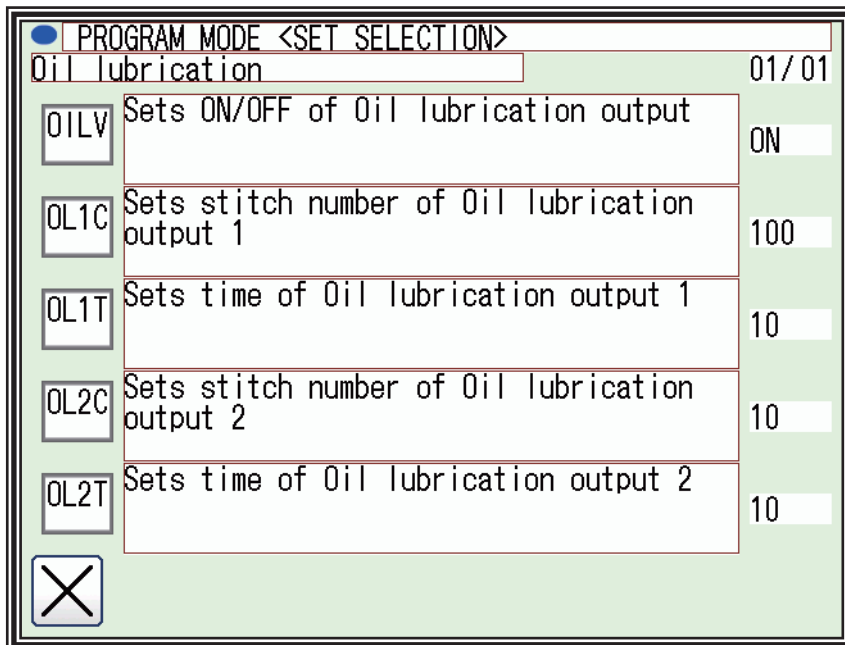 PROGRAM MODE <SET SELECTION>
Oil lubrication 01/01
OILV Sets ON/OFF of Oil lubrication output ON
OL1C Sets stitch number of Oil lubrication
output 1 100
OL1T Sets time of Oil lubrication output 1 10
OL2C Sets stitch number of Oil lubrication
output 2 10
OL2T Sets time of Oil lubrication output 2 10